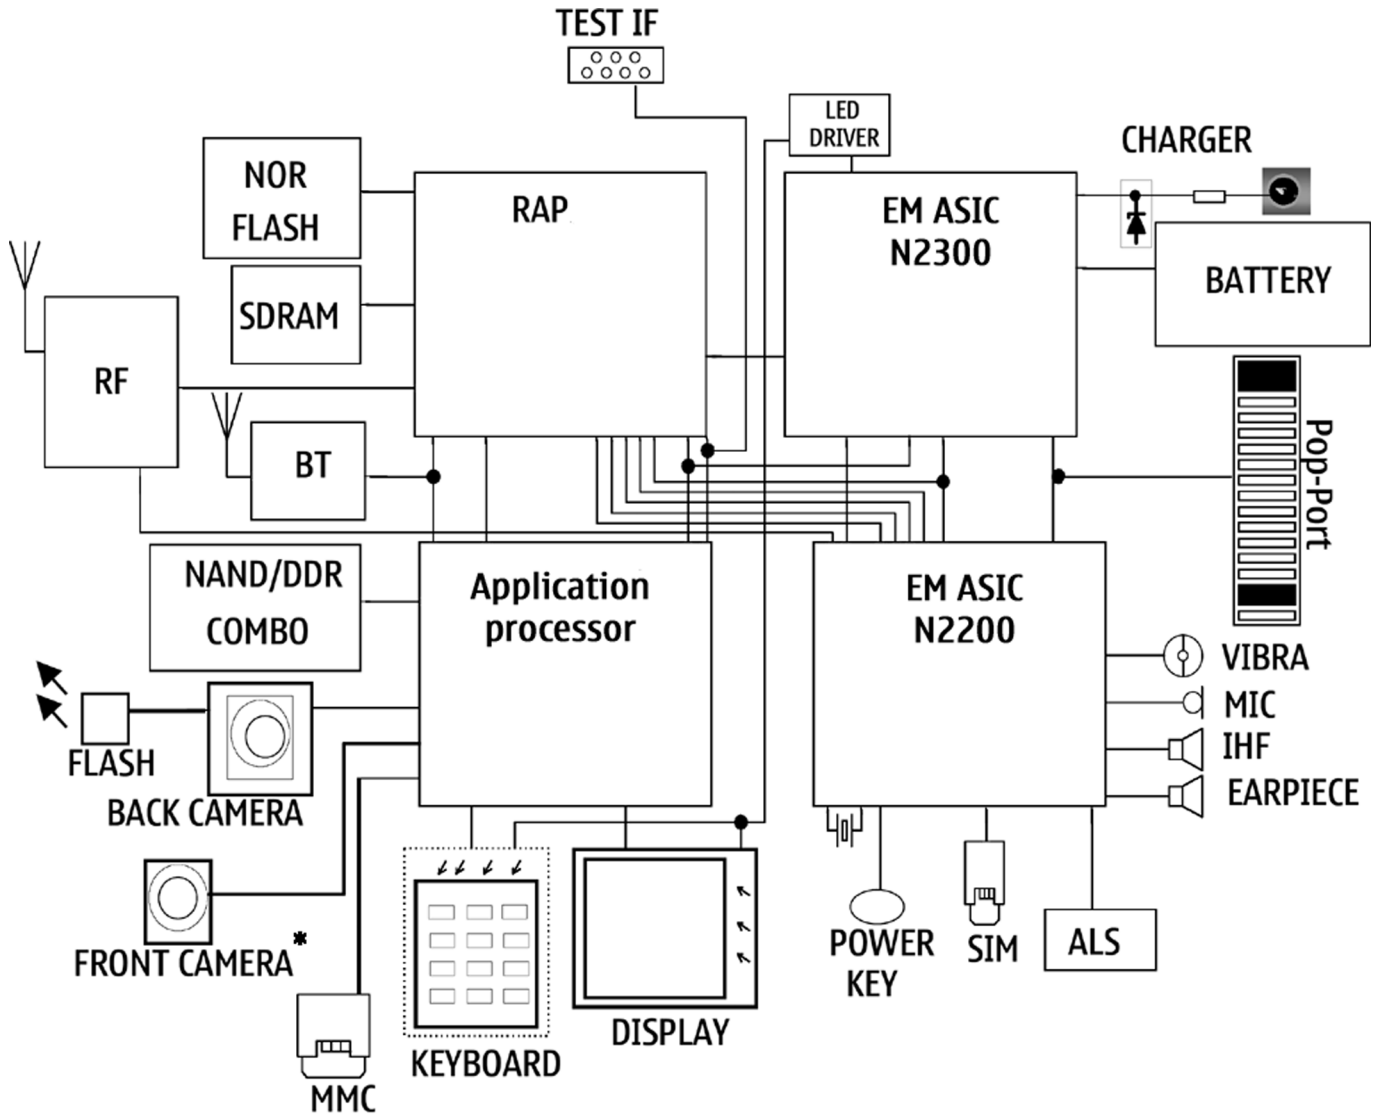 TEST IF
LED
DRIVER
CHARGER
NOR
FLASH
RAP
EM ASIC
N2300
BATTERY
SDRAM
RF
BT
Pop-Port
NAND/DDR
COMBO
Application
processor
EM ASIC
N2200
VIBRA
MIC
IHF
EARPIECE
FLASH
BACK CAMERA
FRONT CAMERA*
POWER
KEY
SIM
ALS
DISPLAY
KEYBOARD
MMC